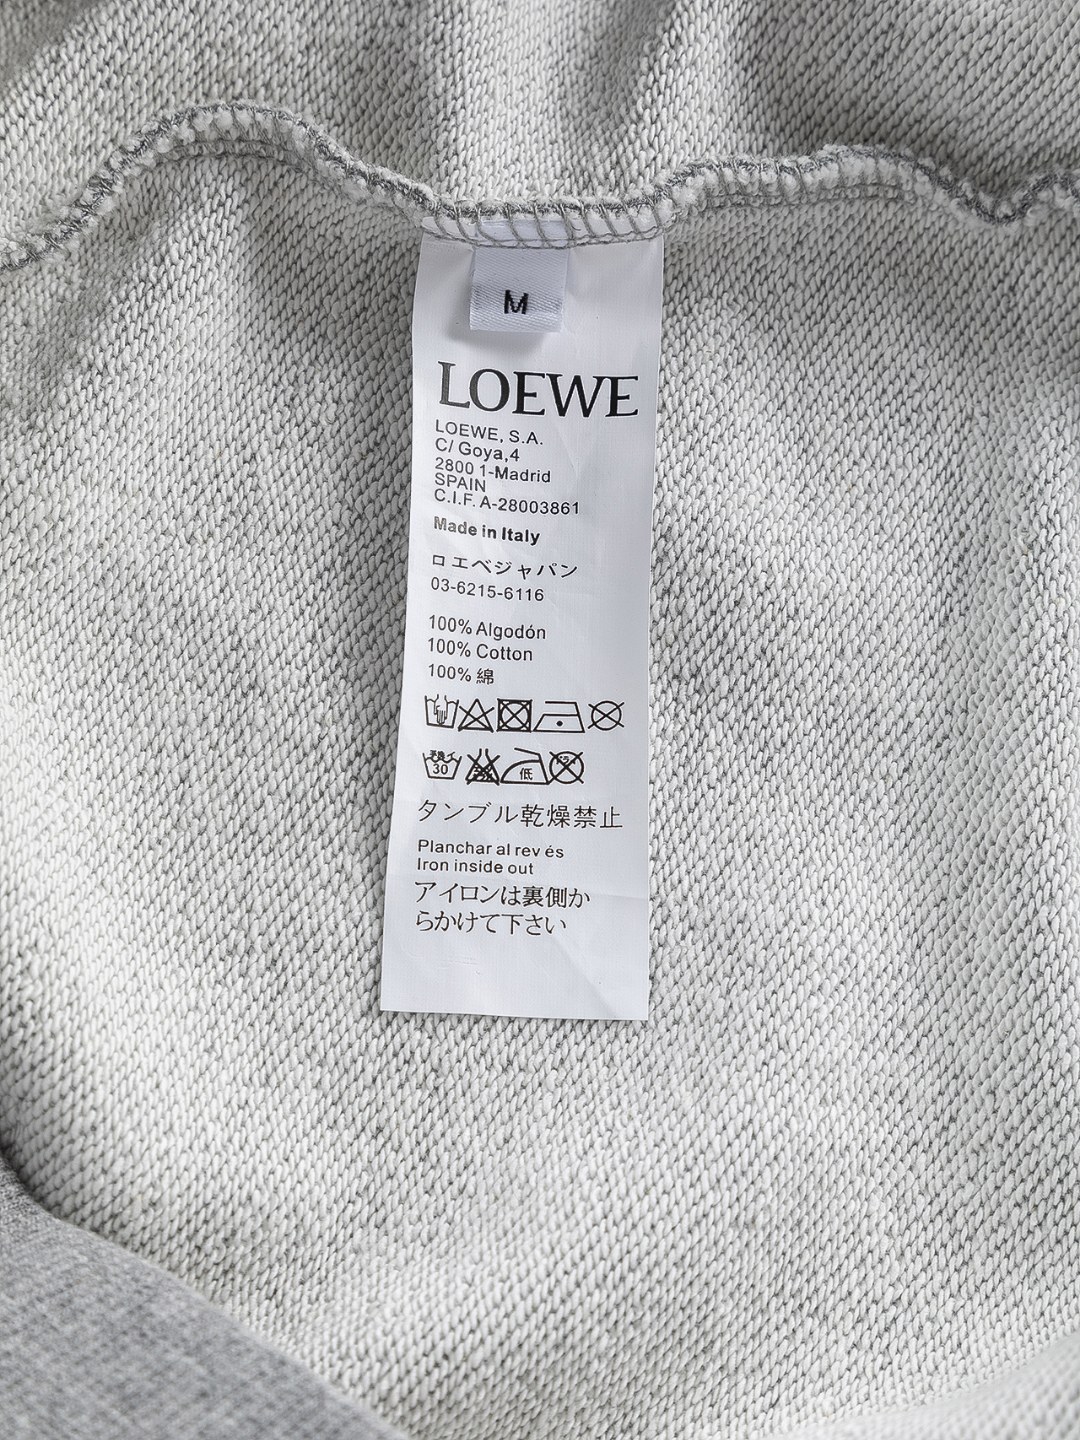 M
LOEWE
LOEWE, S.A.
C/ Goya,4
2800 1-Madrid
SPAIN
C.I.F. A-28003861
Made in Italy
ロエベジャパン
03-6215-6116
100% Algodón
100% Cotton
100% 綿
30
低
タンブル乾燥禁止
Planchar al rev és
Iron inside out
アイロンは裏側か
らかけて下さい